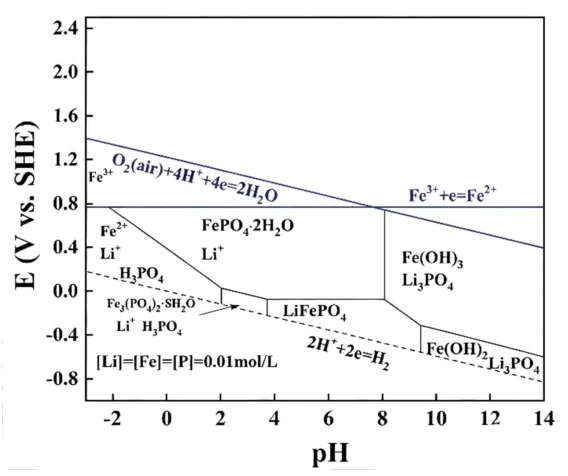 E (V vs. SHE)
2.4
2.0
1.6
1.2
0.8
0.4
0.0
-0.4
-0.8
O₂(air)+4H⁺+4e=2H₂O
Fe³⁺
Fe³⁺+e=Fe²⁺
Fe²⁺
Li⁺
H₃PO₄
FePO₄·2H₂O
Li⁺
Fe(OH)₃
Li₃PO₄
Fe₃(PO₄)₂·SH₂O
Li⁺ H₃PO₄
LiFePO₄
2H⁺+2e=H₂
Fe(OH)₂
Li₃PO₄
[Li]=[Fe]=[P]=0.01mol/L
-2 0 2 4 6 8 10 12 14
pH